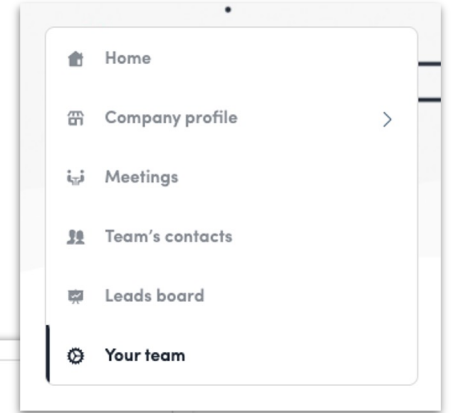 Home
Company profile
Meetings
Team's contacts
Leads board
Your team